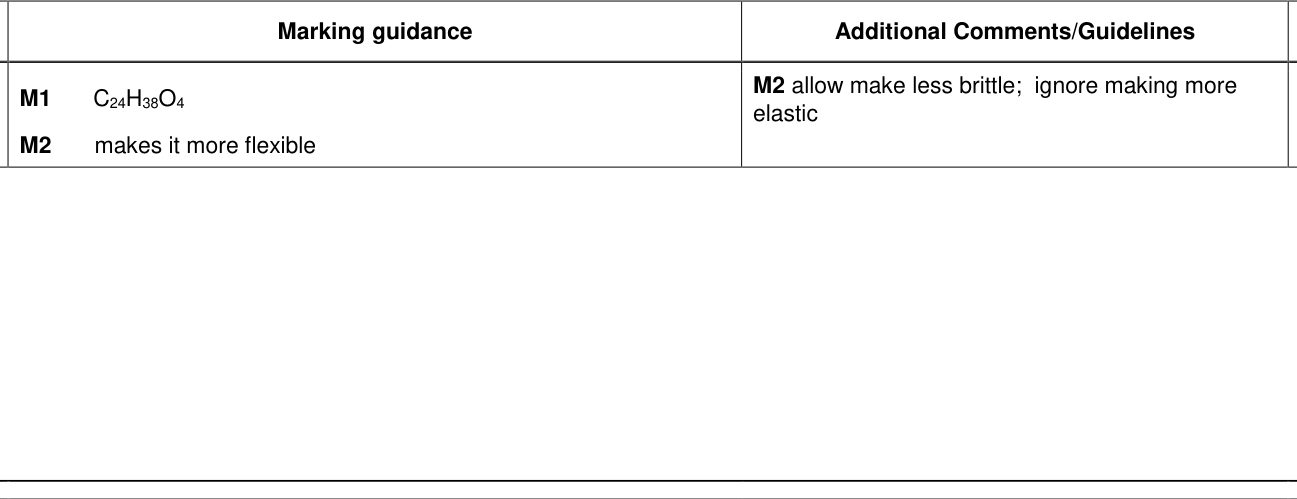 Marking guidance
Additional Comments/Guidelines
M1 C₂₄H₃₈O₄
M2 makes it more flexible
M2 allow make less brittle; ignore making more
elastic